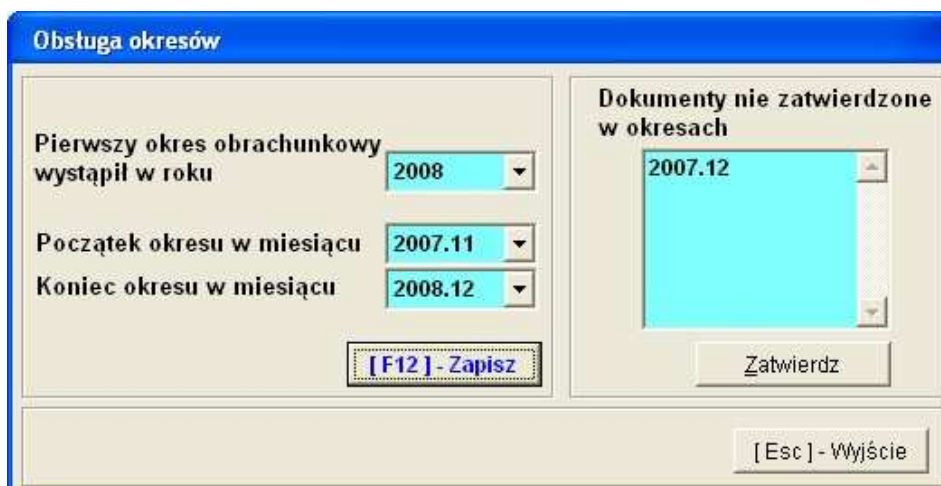 Obsługa okresów
Pierwszy okres obrachunkowy
wystąpił w roku
2008
Początek okresu w miesiącu
2007.11
Koniec okresu w miesiącu
2008.12
[ F12 ] - Zapisz
Dokumenty nie zatwierdzone
w okresach
2007.12
Zatwierdz
[ Esc ] - Wyjście